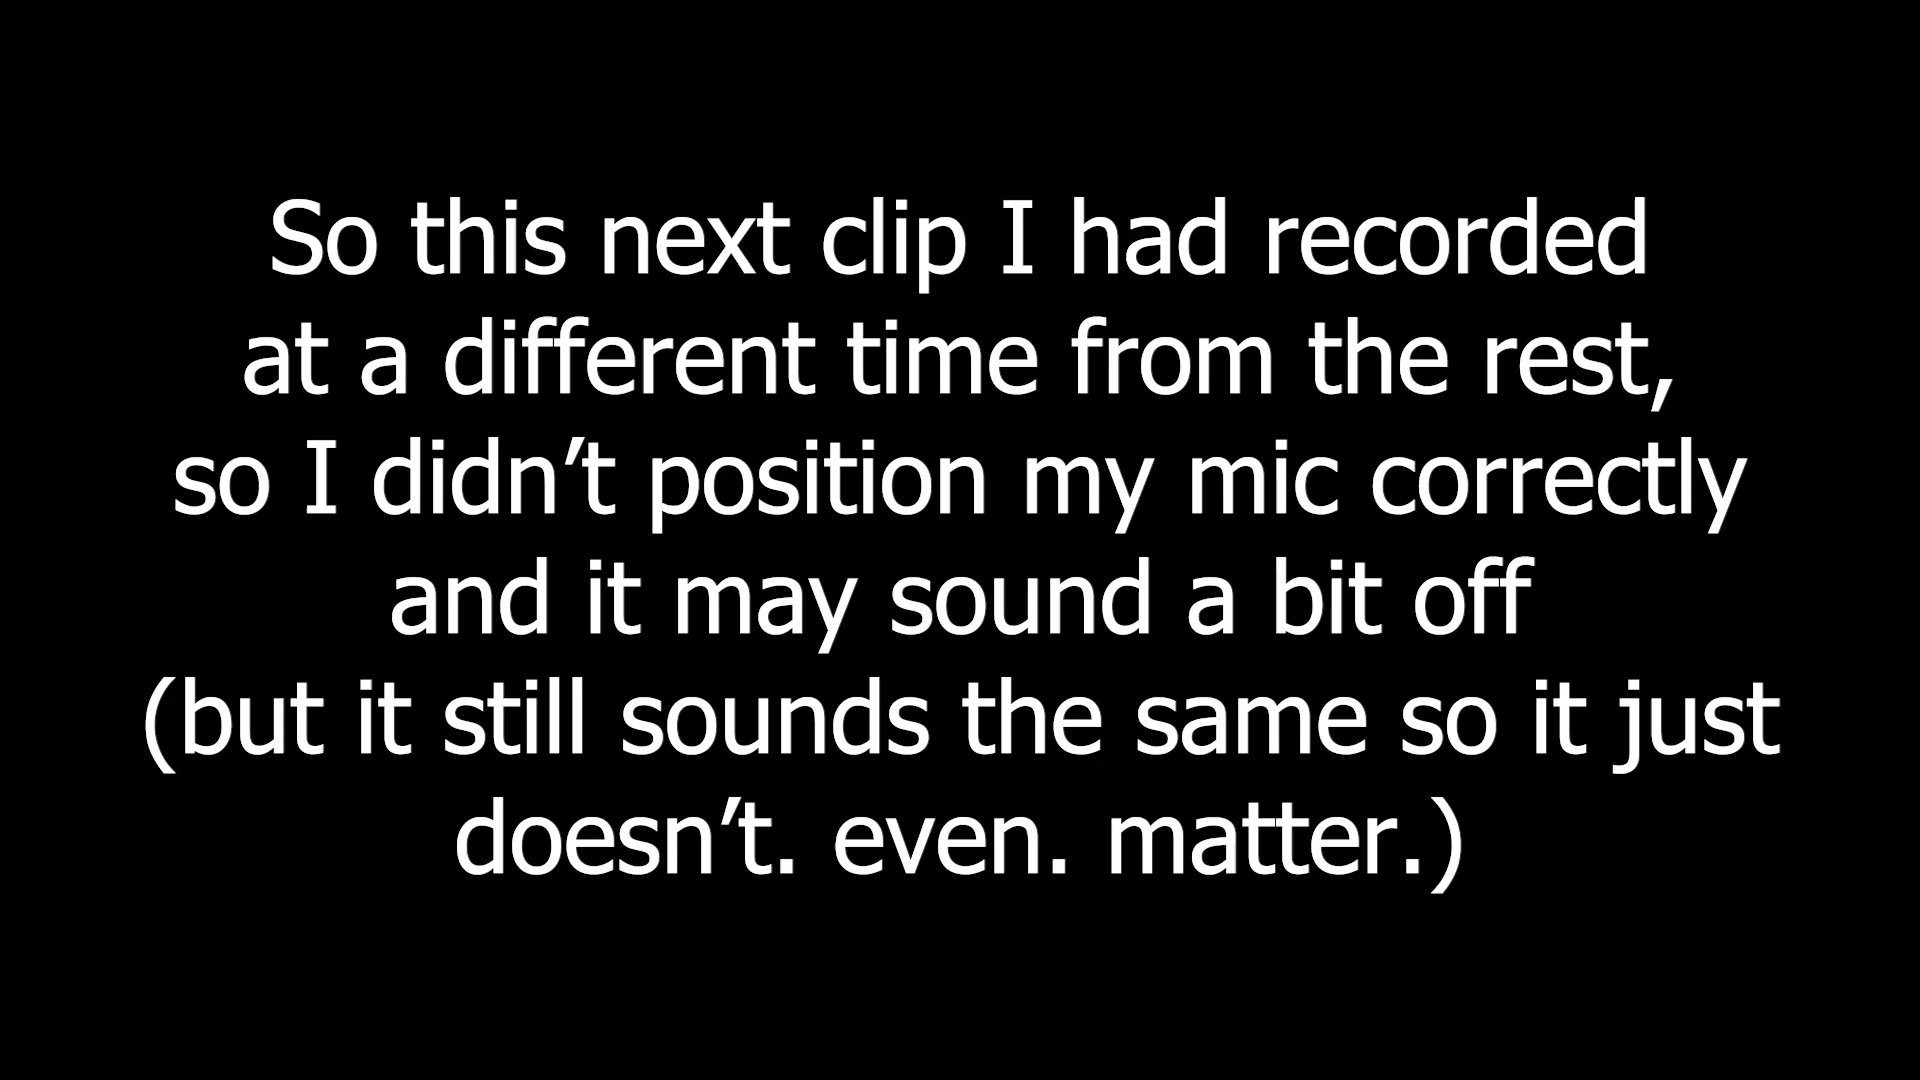 So this next clip I had recorded
at a different time from the rest,
so I didn’t position my mic correctly
and it may sound a bit off
(but it still sounds the same so it just
doesn’t. even. matter.)